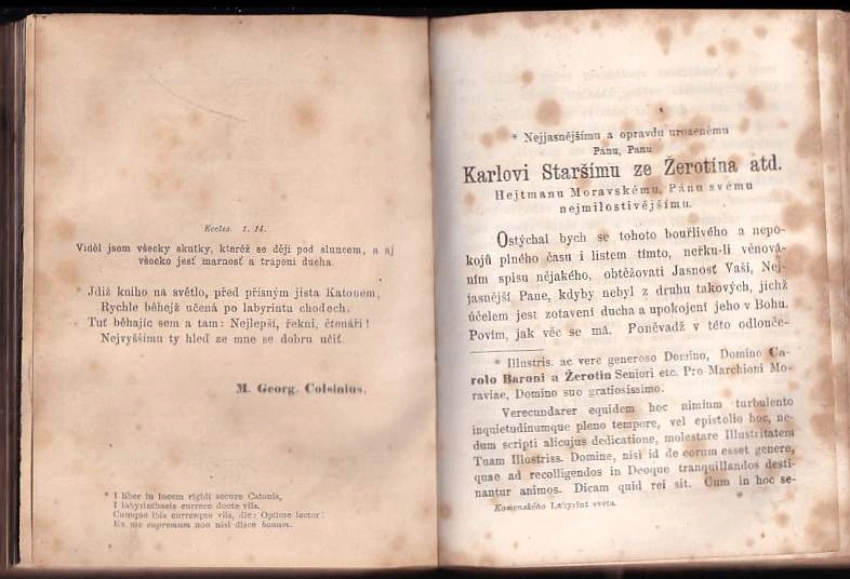 Eccles. 1. 14.
Viděl jsem všecky skutky, kteréž se dějí pod sluncem, a aj
všecko jesť marnosť a trápení ducha
* Jdiž kniho na světlo, před přísným jista Katonem,
Rychle běhejž učená po labyrintu chodech.
Tuť běhajíc sem a tam: Nejlepší, řekni, čtenáři!
Nejvyššímu ty hleď ze mne se dobru učiť.
M. Georg. Colsinius.
* I liber in lucem rigidi secure Catonis,
I labyrinthaeis currere docte viis.
Cumque ibis curresque viis, dic: Optime lector!
Ex me supremum non nisi disce bonum.
* Nejjasnějšímu a opravdu urozenému
Pánu, Panu
Karlovi Staršímu ze Žerotína atd.
Hejtmanu Moravskému, Pánu svému
nejmilostivějšímu.
Ostýchal bych se tohoto bouřlivého a nepo-
kojů plného času i listem tímto, neřku-li věnová-
ním spisu nějakého, obtěžovati Jasnosť Vaši, Nej-
jasnější Pane, kdyby nebyl z druhu takových, jichž
účelem jest zotavení ducha a upokojení jeho v Bohu.
Povím, jak věc se má. Poněvadž v této odlouče-
* Illustris. ac vere generoso Domino, Domino Ca-
rolo Baroni a Žerotin Seniori etc. Pro Marchioni Mo-
raviae, Domino suo gratiosissimo.
Verecundarer equidem hoc nimium turbulento
inquietudinumque pleno tempore, vel epistolio hoc, ne-
dum scripti alicujus dedicatione, molestare Illustritatem
Tuam Illustriss. Domine, nisi id de eorum esset genere,
quae ad recolligendos in Deoque tranquillandos desti-
nantur animos. Dicam quid rei sit. Cum in hoc se-
Komenského Labyrint světa.